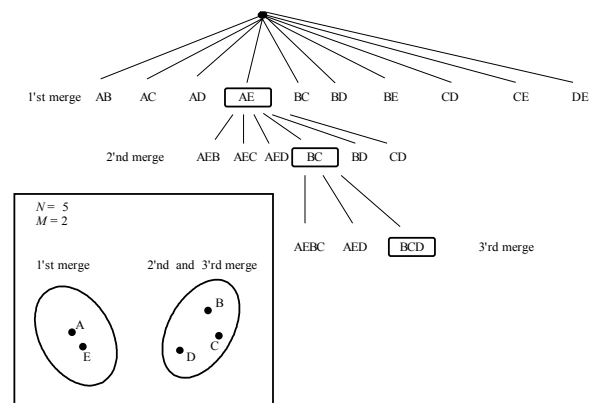 1'st merge AB AC AD AE BC BD BE CD CE DE
2'nd merge AEB AEC AED BC BD CD
AEBC AED BCD 3'rd merge
N = 5
M = 2
1'st merge 2'nd and 3'rd merge
A
E
B
C
D